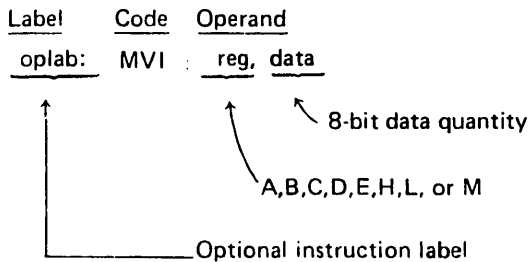 Label Code Operand
oplab: MVI reg, data
8-bit data quantity
A,B,C,D,E,H,L, or M
Optional instruction label